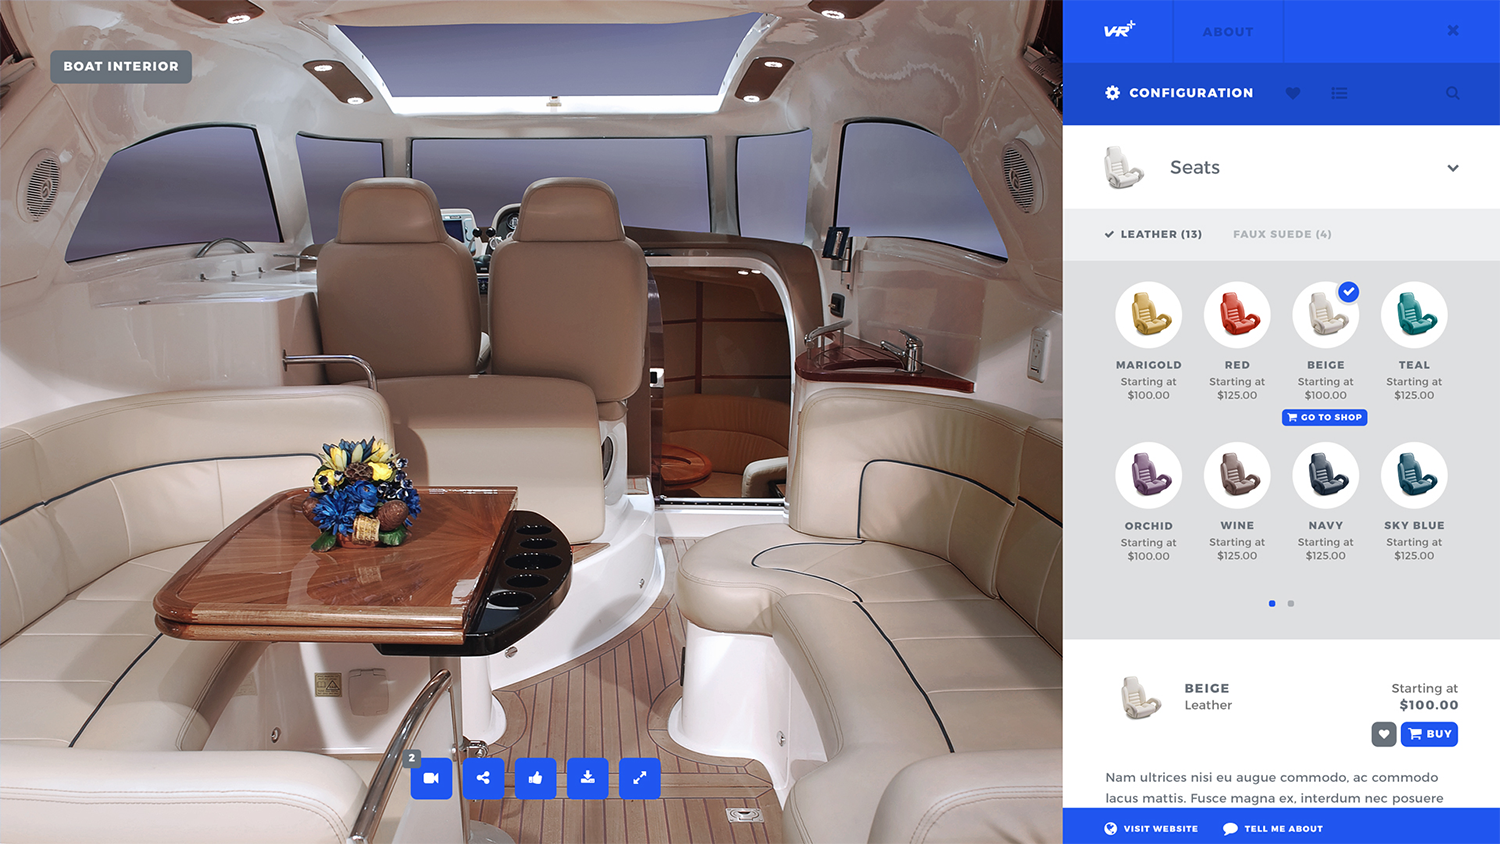 BOAT INTERIOR
2
V-R+
ABOUT
CONFIGURATION
Seats
LEATHER (13)
FAUX SUEDE (4)
MARIGOLD
Starting at
$100.00
RED
Starting at
$125.00
BEIGE
Starting at
$100.00
GO TO SHOP
TEAL
Starting at
$125.00
ORCHID
Starting at
$100.00
WINE
Starting at
$125.00
NAVY
Starting at
$125.00
SKY BLUE
Starting at
$125.00
BEIGE
Leather
Starting at
$100.00
BUY
Nam ultrices nisi eu augue commodo, ac commodo
lacus mattis. Fusce magna ex, interdum nec posuere
VISIT WEBSITE
TELL ME ABOUT